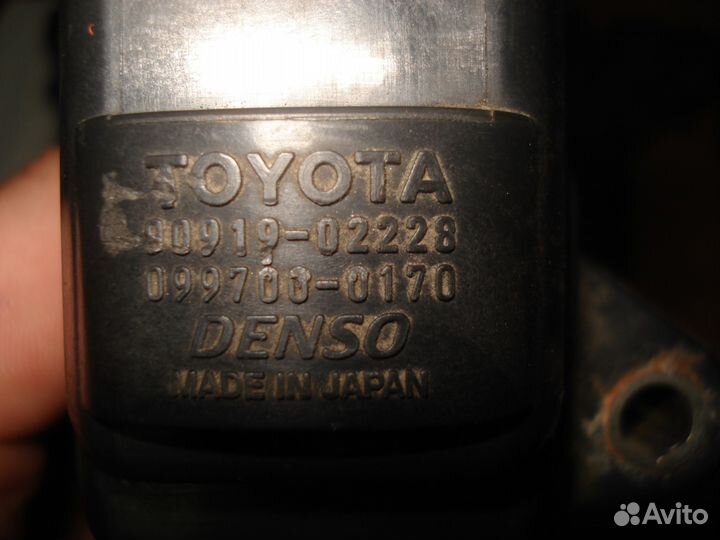 TOYOTA
90919-02228
099700-0170
DENSO
MADE IN JAPAN
Avito